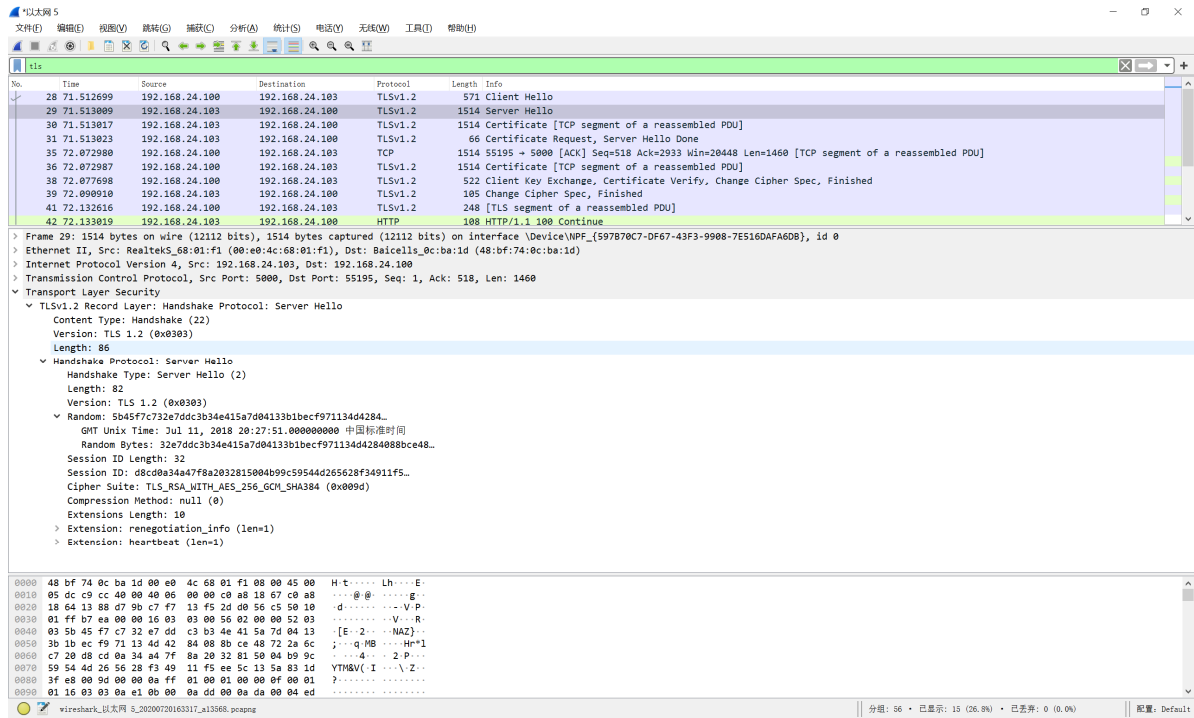 *以太网 5
文件(F) 编辑(E) 视图(V) 跳转(G) 捕获(C) 分析(A) 统计(S) 电话(Y) 无线(W) 工具(T) 帮助(H)
tls
No. Time Source Destination Protocol Length Info
28 71.512699 192.168.24.100 192.168.24.103 TLSv1.2 571 Client Hello
29 71.513009 192.168.24.103 192.168.24.100 TLSv1.2 1514 Server Hello
30 71.513017 192.168.24.103 192.168.24.100 TLSv1.2 1514 Certificate [TCP segment of a reassembled PDU]
31 71.513023 192.168.24.103 192.168.24.100 TLSv1.2 66 Certificate Request, Server Hello Done
35 72.072980 192.168.24.100 192.168.24.103 TCP 1514 55195 → 5000 [ACK] Seq=518 Ack=2933 Win=20448 Len=1460 [TCP segment of a reassembled PDU]
36 72.072987 192.168.24.100 192.168.24.103 TLSv1.2 1514 Certificate [TCP segment of a reassembled PDU]
38 72.077698 192.168.24.100 192.168.24.103 TLSv1.2 522 Client Key Exchange, Certificate Verify, Change Cipher Spec, Finished
39 72.090910 192.168.24.103 192.168.24.100 TLSv1.2 105 Change Cipher Spec, Finished
41 72.132616 192.168.24.100 192.168.24.103 TLSv1.2 248 [TLS segment of a reassembled PDU]
42 72.133019 192.168.24.103 192.168.24.100 HTTP 108 HTTP/1.1 100 Continue
Frame 29: 1514 bytes on wire (12112 bits), 1514 bytes captured (12112 bits) on interface \Device\NPF_{597B70C7-DF67-43F3-9908-7E516DAFA6DB}, id 0
Ethernet II, Src: RealtekS_68:01:f1 (00:e0:4c:68:01:f1), Dst: Baicells_0c:ba:1d (48:bf:74:0c:ba:1d)
Internet Protocol Version 4, Src: 192.168.24.103, Dst: 192.168.24.100
Transmission Control Protocol, Src Port: 5000, Dst Port: 55195, Seq: 1, Ack: 518, Len: 1460
Transport Layer Security
TLSv1.2 Record Layer: Handshake Protocol: Server Hello
Content Type: Handshake (22)
Version: TLS 1.2 (0x0303)
Length: 86
Handshake Protocol: Server Hello
Handshake Type: Server Hello (2)
Length: 82
Version: TLS 1.2 (0x0303)
Random: 5b45f7c732e7ddc3b34e415a7d04133b1becf971134d4284…
GMT Unix Time: Jul 11, 2018 20:27:51.000000000 中国标准时间
Random Bytes: 32e7ddc3b34e415a7d04133b1becf971134d4284088bce48…
Session ID Length: 32
Session ID: d8cd0a34a47f8a2032815004b99c59544d265628f34911f5…
Cipher Suite: TLS_RSA_WITH_AES_256_GCM_SHA384 (0x009d)
Compression Method: null (0)
Extensions Length: 10
Extension: renegotiation_info (len=1)
Extension: heartbeat (len=1)
0000 48 bf 74 0c ba 1d 00 e0 4c 68 01 f1 08 00 45 00 H·t····· Lh····E·
0010 05 dc c9 cc 40 00 40 06 00 00 c0 a8 18 67 c0 a8 ····@·@· ·····g··
0020 18 64 13 88 d7 9b c7 f7 13 f5 2d d0 56 c5 50 10 ·d······ ··-·V·P·
0030 01 ff b7 ea 00 00 16 03 03 00 56 02 00 00 52 03 ········ ··V···R·
0040 03 5b 45 f7 c7 32 e7 dd c3 b3 4e 41 5a 7d 04 13 ·[E··2·· ··NAZ}··
0050 3b 1b ec f9 71 13 4d 42 84 08 8b ce 48 72 2a 6c ;···q·MB ····Hr*l
0060 c7 20 d8 cd 0a 34 a4 7f 8a 20 32 81 50 04 b9 9c · ···4·· · 2·P···
0070 59 54 4d 26 56 28 f3 49 11 f5 ee 5c 13 5a 83 1d YTM&V(·I ···\·Z··
0080 3f e8 00 9d 00 00 0a ff 01 00 01 00 00 0f 00 01 ?······· ········
0090 01 16 03 03 0a e1 0b 00 0a dd 00 0a da 00 04 ed ········ ········
wireshark_以太网 5_20200720163317_a13568.pcapng
分组: 56 · 已显示: 15 (26.8%) · 已丢弃: 0 (0.0%)
配置: Default